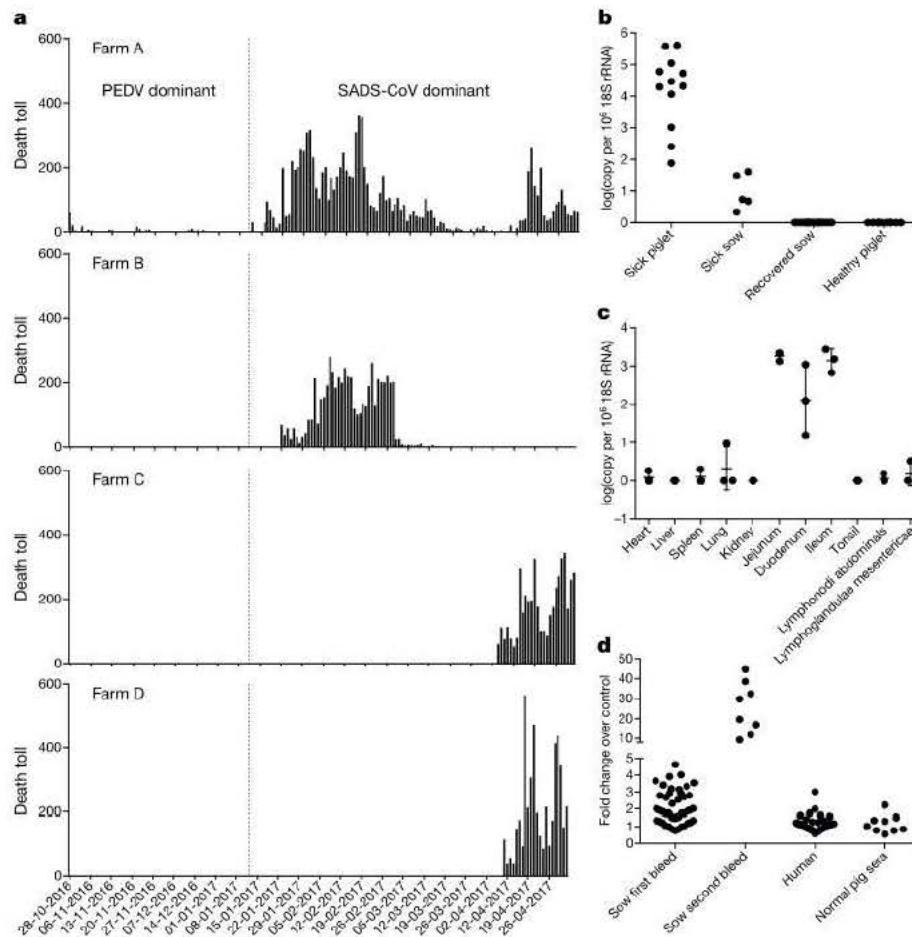 a
Farm A
PEDV dominant
SADS-CoV dominant
Death toll
600
400
200
0
Farm B
Death toll
600
400
200
0
Farm C
Death toll
600
400
200
0
Farm D
Death toll
600
400
200
0
28-10-2016
06-11-2016
13-11-2016
20-11-2016
27-11-2016
07-12-2016
14-12-2016
1-01-2017
08-01-2017
15-01-2017
22-01-2017
29-01-2017
05-02-2017
12-02-2017
19-02-2017
26-02-2017
05-03-2017
12-03-2017
19-03-2017
26-03-2017
02-04-2017
12-04-2017
19-04-2017
26-04-2017
b
log(copy per 10⁶ 18S rRNA)
6
5
4
3
2
1
0
Sick piglet
Sick sow
Recovered sow
Healthy piglet
c
log(copy per 10⁶ 18S rRNA)
4
3
2
1
0
−1
Heart
Liver
Spleen
Lung
Kidney
Jejunum
Duodenum
Ileum
Tonsil
Lymphonodi abdominals
Lymphoglandulae mesentericae
d
Fold change over control
50
40
30
20
10
5
4
3
2
1
0
Sow first bleed
Sow second bleed
Human
Normal pig sera